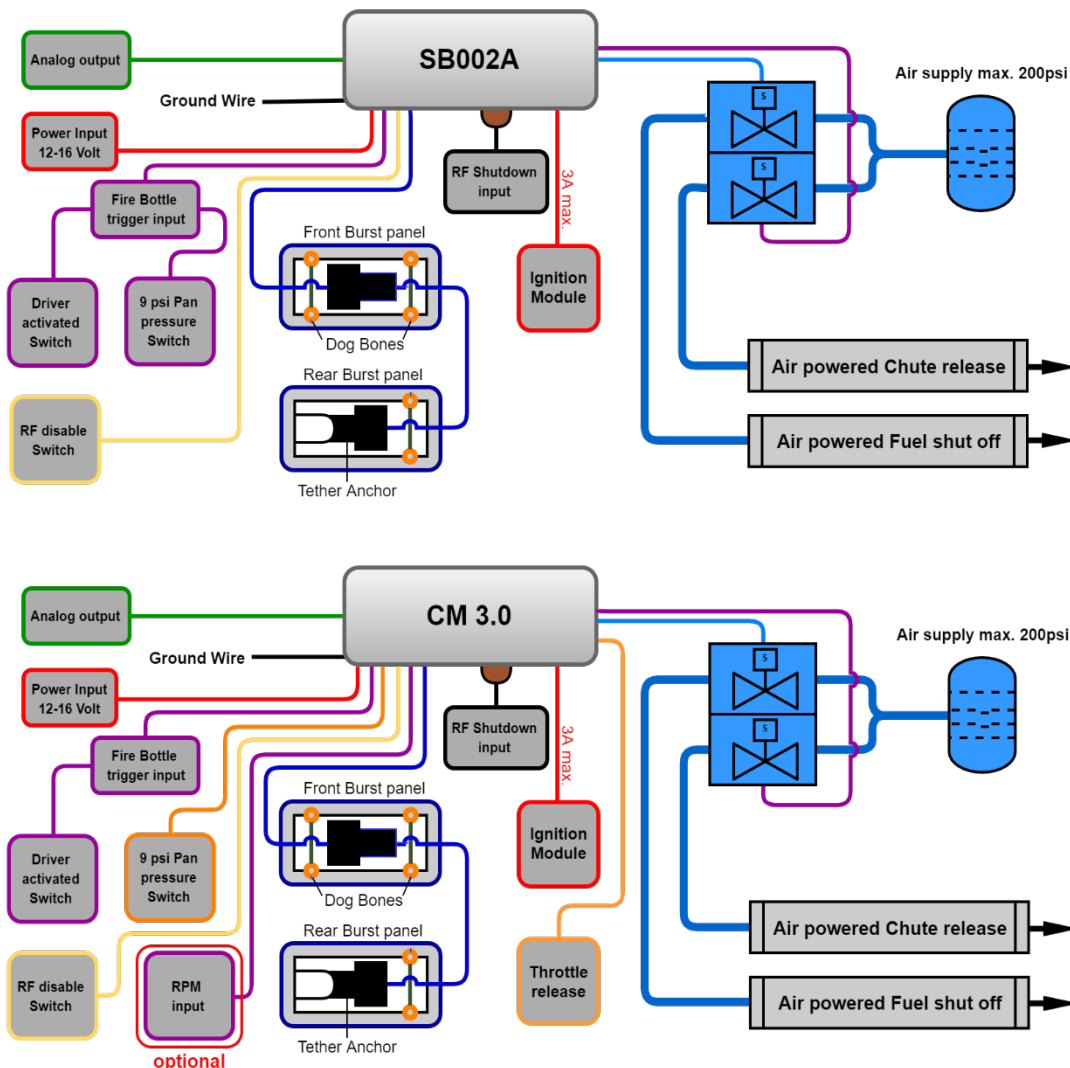 SB002A
Analog output
Ground Wire
Power Input
12-16 Volt
Fire Bottle
trigger input
Driver
activated
Switch
9 psi Pan
pressure
Switch
RF disable
Switch
Front Burst panel
Dog Bones
Rear Burst panel
Tether Anchor
RF Shutdown
input
3A max.
Ignition
Module
S
S
Air supply max. 200psi
Air powered Chute release
Air powered Fuel shut off
CM 3.0
Analog output
Ground Wire
Power Input
12-16 Volt
Fire Bottle
trigger input
Driver
activated
Switch
9 psi Pan
pressure
Switch
RF disable
Switch
RPM
input
optional
Front Burst panel
Dog Bones
Rear Burst panel
Tether Anchor
RF Shutdown
input
3A max.
Ignition
Module
Throttle
release
S
S
Air supply max. 200psi
Air powered Chute release
Air powered Fuel shut off